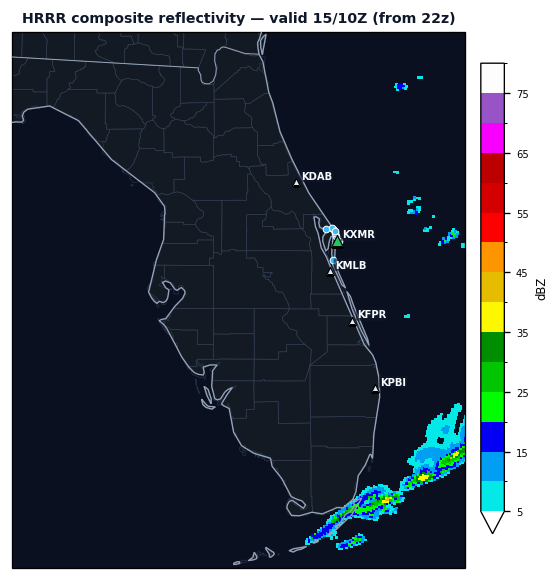 HRRR composite reflectivity — valid 15/10Z (from 22z)
KDAB
KXMR
KMLB
KFPR
KPBI
75
65
55
45
35
25
15
5
dBZ